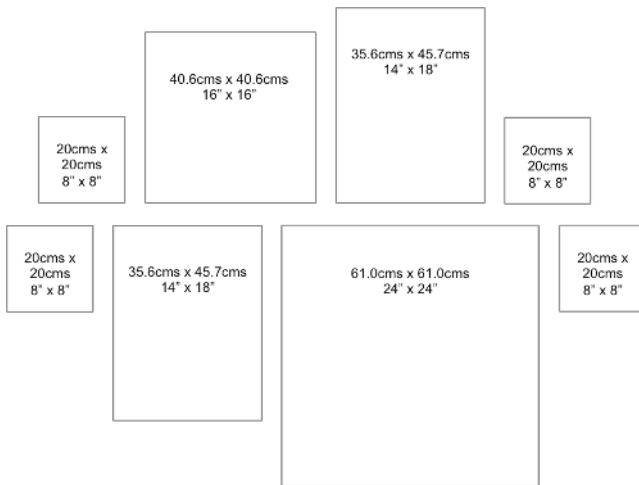 40.6cms x 40.6cms
16” x 16”
35.6cms x 45.7cms
14” x 18”
20cms x
20cms
8” x 8”
20cms x
20cms
8” x 8”
20cms x
20cms
8” x 8”
35.6cms x 45.7cms
14” x 18”
61.0cms x 61.0cms
24” x 24”
20cms x
20cms
8” x 8”